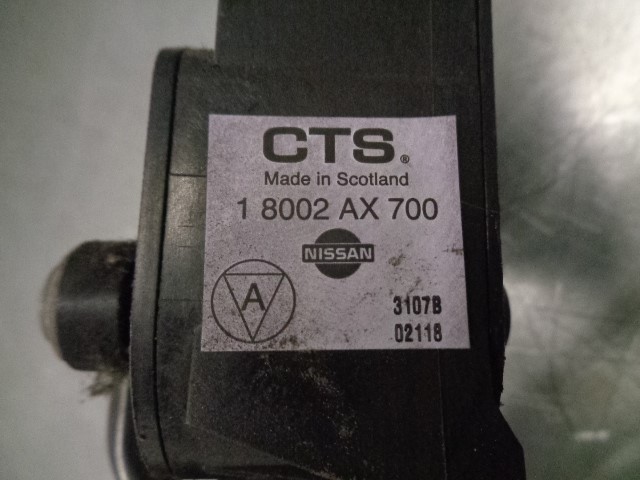 CTS®
Made in Scotland
1 8002 AX 700
NISSAN
A
3107B
02118